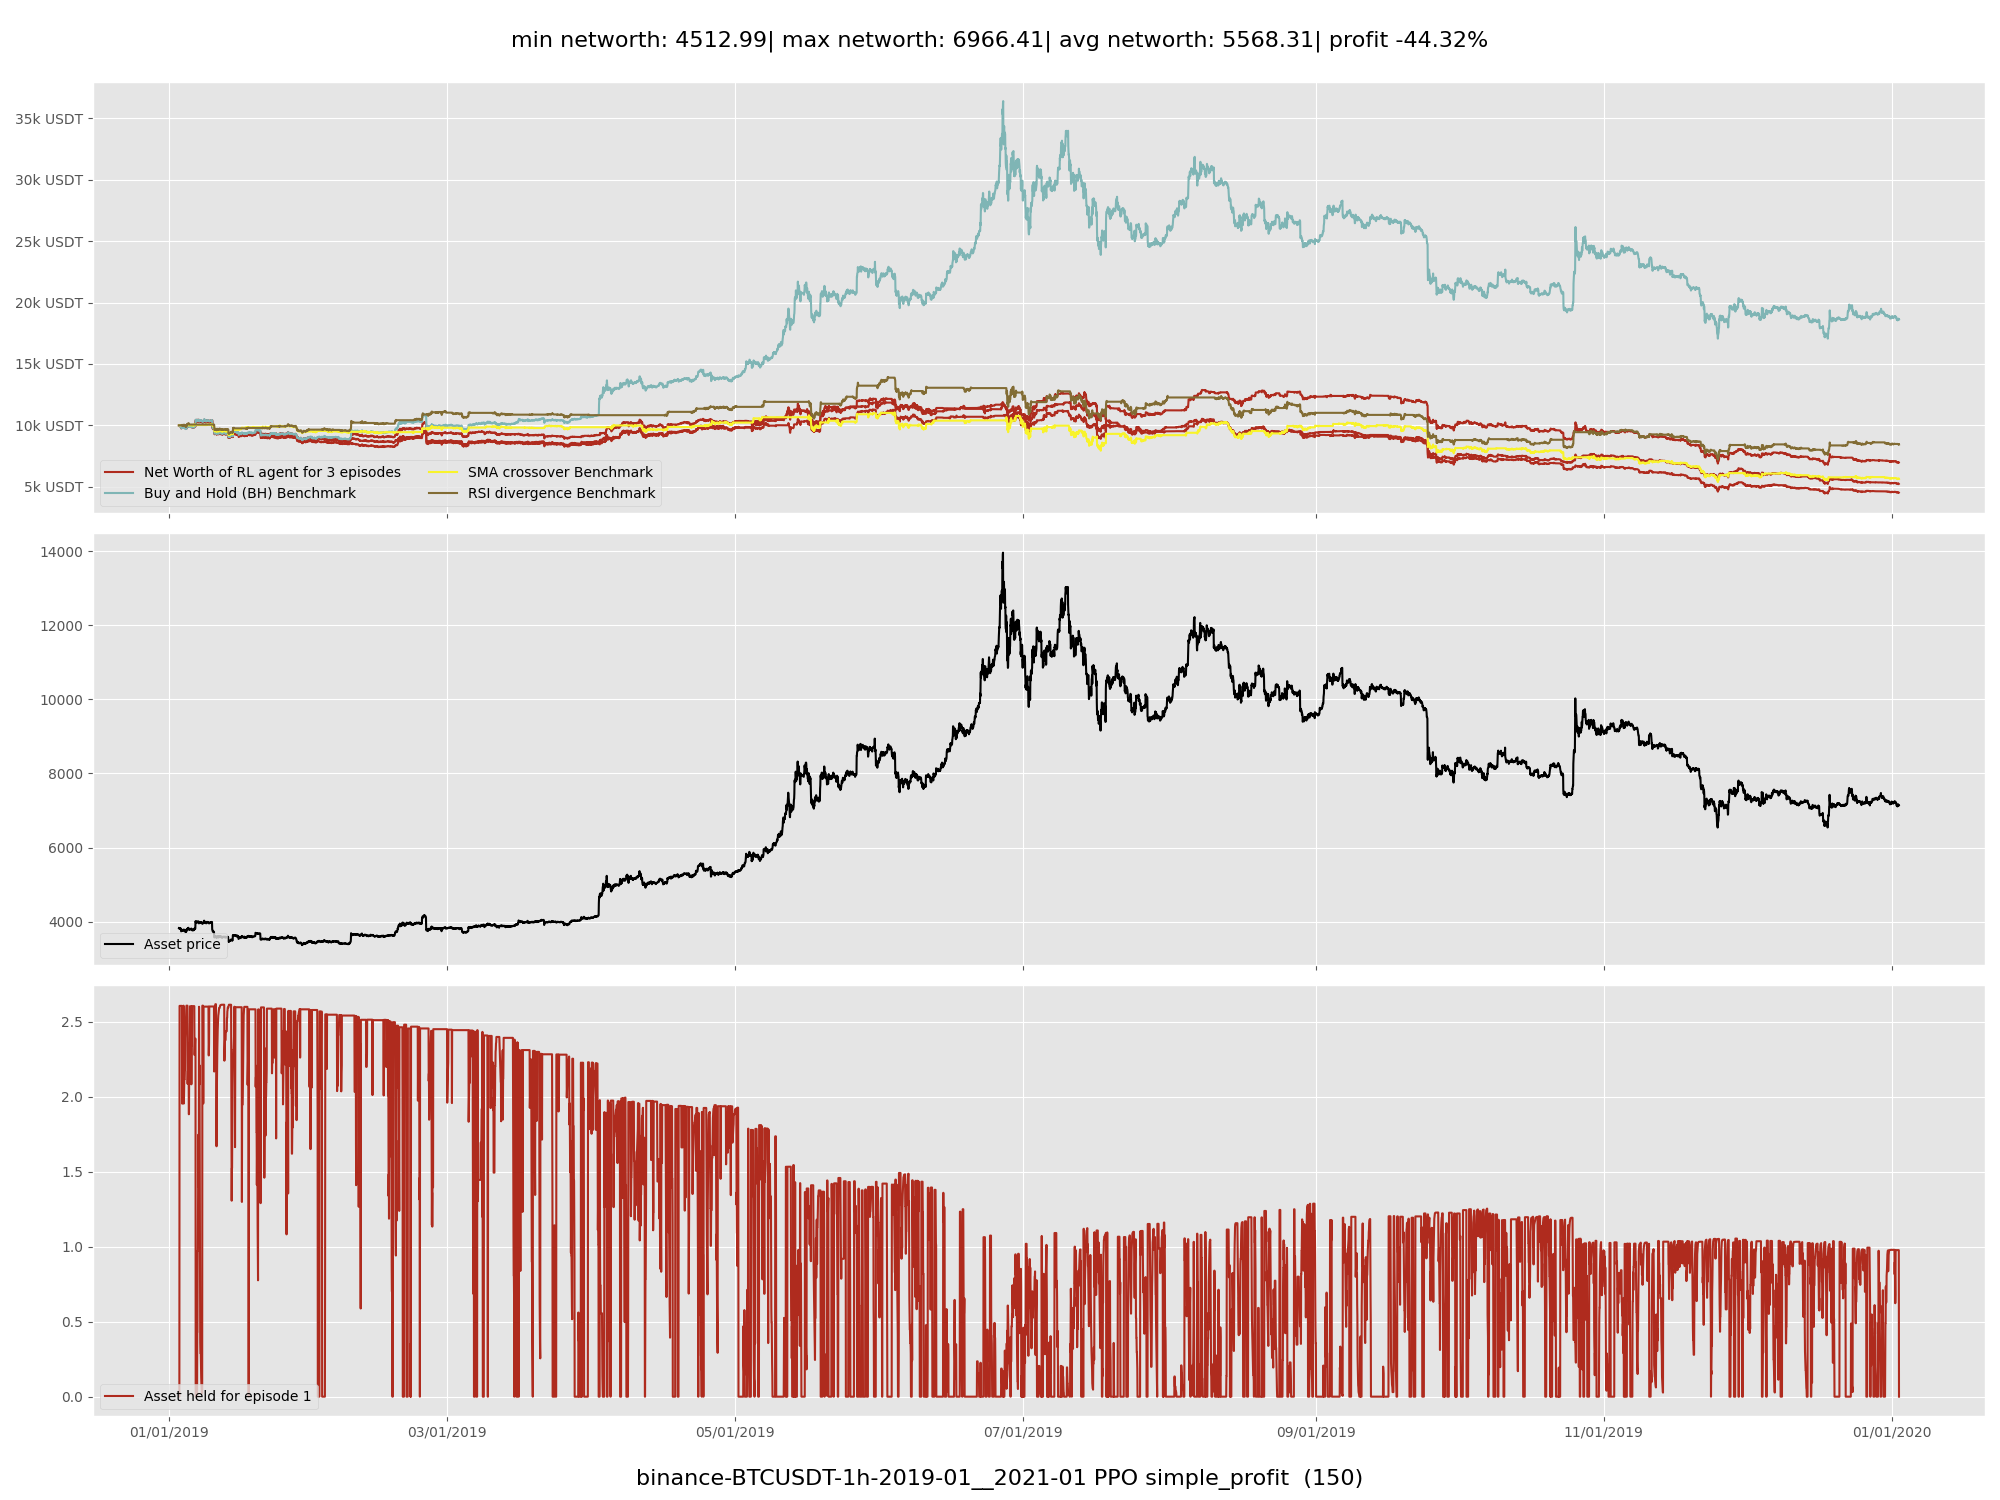 min networth: 4512.99| max networth: 6966.41| avg networth: 5568.31| profit -44.32%
35k USDT
30k USDT
25k USDT
20k USDT
15k USDT
10k USDT
5k USDT
Net Worth of RL agent for 3 episodes
Buy and Hold (BH) Benchmark
SMA crossover Benchmark
RSI divergence Benchmark
14000
12000
10000
8000
6000
4000
Asset price
2.5
2.0
1.5
1.0
0.5
0.0
Asset held for episode 1
01/01/2019 03/01/2019 05/01/2019 07/01/2019 09/01/2019 11/01/2019 01/01/2020
binance-BTCUSDT-1h-2019-01__2021-01 PPO simple_profit (150)